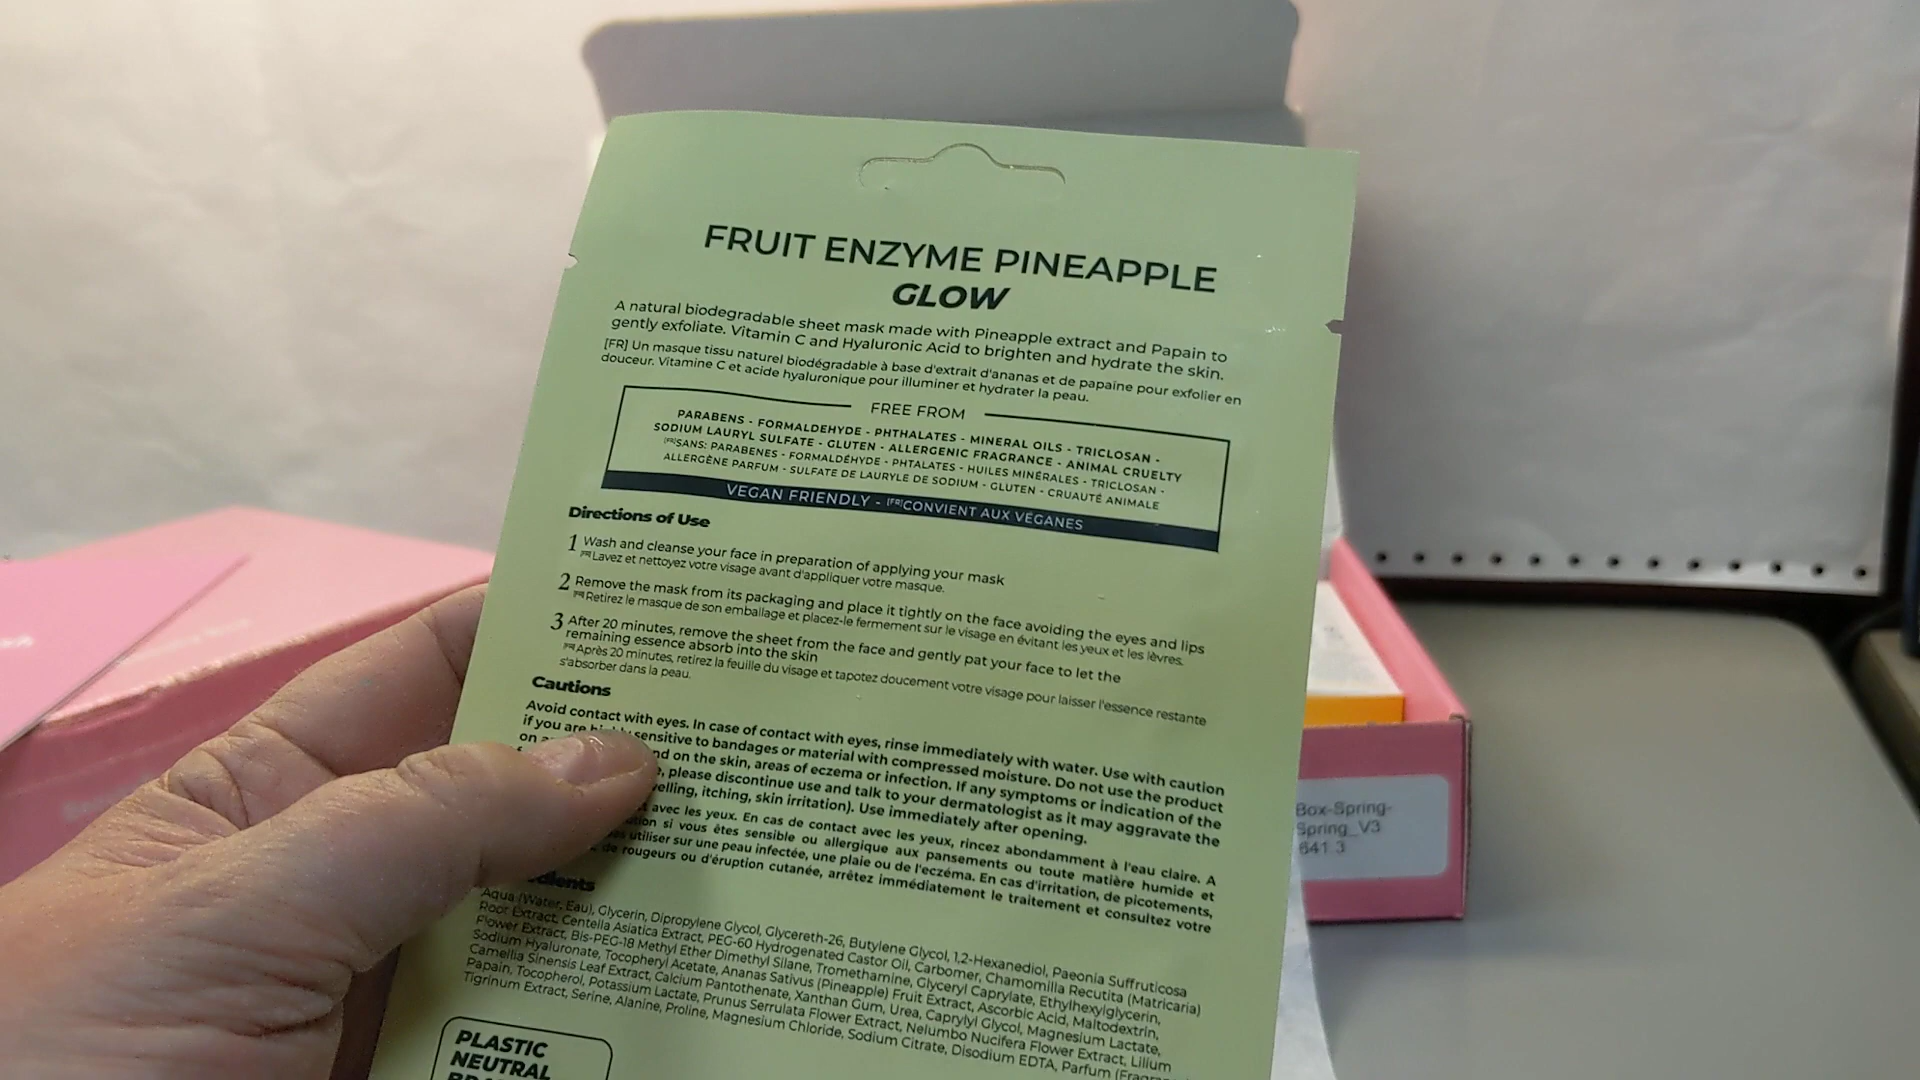 FRUIT ENZYME PINEAPPLE
GLOW
A natural biodegradable sheet mask made with Pineapple extract and Papain to
gently exfoliate. Vitamin C and Hyaluronic Acid to brighten and hydrate the skin.
[FR] Un masque tissu naturel biodégradable à base d'extrait d'ananas et de papaïne pour exfolier en
douceur. Vitamine C et acide hyaluronique pour illuminer et hydrater la peau.
FREE FROM
PARABENS - FORMALDEHYDE - PHTHALATES - MINERAL OILS - TRICLOSAN -
SODIUM LAURYL SULFATE - GLUTEN - ALLERGENIC FRAGRANCE - ANIMAL CRUELTY
[FR]SANS: PARABENES - FORMALDÉHYDE - PHTALATES - HUILES MINÉRALES - TRICLOSAN -
ALLERGÈNE PARFUM - SULFATE DE LAURYLE DE SODIUM - GLUTEN - CRUAUTÉ ANIMALE
VEGAN FRIENDLY - [FR]CONVIENT AUX VÉGANES
Directions of Use
1 Wash and cleanse your face in preparation of applying your mask
[FR] Lavez et nettoyez votre visage avant d'appliquer votre masque.
2 Remove the mask from its packaging and place it tightly on the face avoiding the eyes and lips
[FR] Retirez le masque de son emballage et placez-le fermement sur le visage en évitant les yeux et les lèvres.
3 After 20 minutes, remove the sheet from the face and gently pat your face to let the
remaining essence absorb into the skin
[FR] Après 20 minutes, retirez la feuille du visage et tapotez doucement votre visage pour laisser l'essence restante
s'absorber dans la peau.
Cautions
Avoid contact with eyes. In case of contact with eyes, rinse immediately with water. Use with caution
if you are sensitive to bandages or material with compressed moisture. Do not use the product
on on the skin, areas of eczema or infection. If any symptoms or indication of the
please discontinue use and talk to your dermatologist as it may aggravate the
itching, skin irritation). Use immediately after opening.
avec les yeux. En cas de contact avec les yeux, rincez abondamment à l'eau claire. A
si vous êtes sensible ou allergique aux pansements ou toute matière humide et
utiliser sur une peau infectée, une plaie ou de l'eczéma. En cas d'irritation, de picotements,
de rougeurs ou d'éruption cutanée, arrêtez immédiatement le traitement et consultez votre
Aqua (Water, Eau), Glycerin, Dipropylene Glycol, Glycereth-26, Butylene Glycol, 1,2-Hexanediol, Paeonia Suffruticosa
Root Extract, Centella Asiatica Extract, PEG-60 Hydrogenated Castor Oil, Carbomer, Chamomilla Recutita (Matricaria)
Flower Extract, Bis-PEG-18 Methyl Ether Dimethyl Silane, Tromethamine, Glyceryl Caprylate, Ethylhexylglycerin,
Sodium Hyaluronate, Tocopheryl Acetate, Ananas Sativus (Pineapple) Fruit Extract, Ascorbic Acid, Maltodextrin,
Camellia Sinensis Leaf Extract, Calcium Pantothenate, Xanthan Gum, Urea, Caprylyl Glycol, Magnesium Lactate,
Papain, Tocopherol, Potassium Lactate, Prunus Serrulata Flower Extract, Nelumbo Nucifera Flower Extract, Lilium
Tigrinum Extract, Serine, Alanine, Proline, Magnesium Chloride, Sodium Citrate, Disodium EDTA, Parfum
PLASTIC
NEUTRAL
Box-Spring-
Spring_V3
641 3